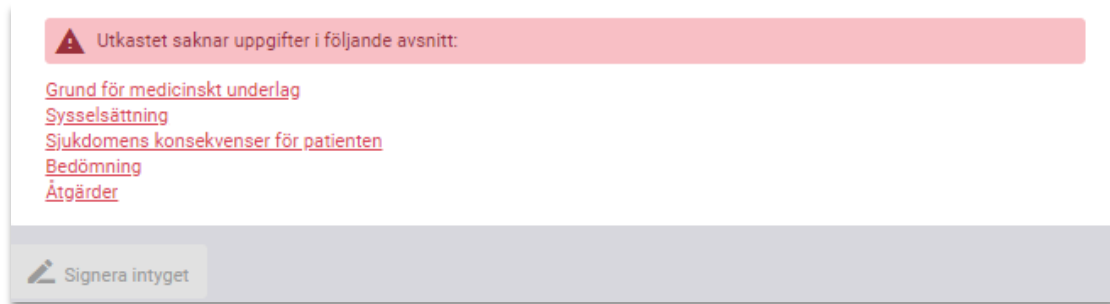 Utkastet saknar uppgifter i följande avsnitt:
Grund för medicinskt underlag
Sysselsättning
Sjukdomens konsekvenser för patienten
Bedömning
Åtgärder
Signera intyget